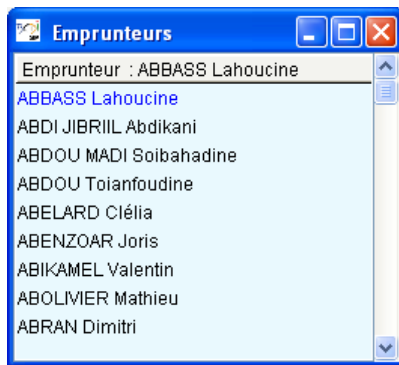 Emprunteurs
Emprunteur : ABBASS Lahoucine
ABBASS Lahoucine
ABDI JIBRIIL Abdikani
ABDOU MADI Soibahadine
ABDOU Toianfoudine
ABELARD Clélia
ABENZOAR Joris
ABIKAMEL Valentin
ABOLIVIER Mathieu
ABRAN Dimitri